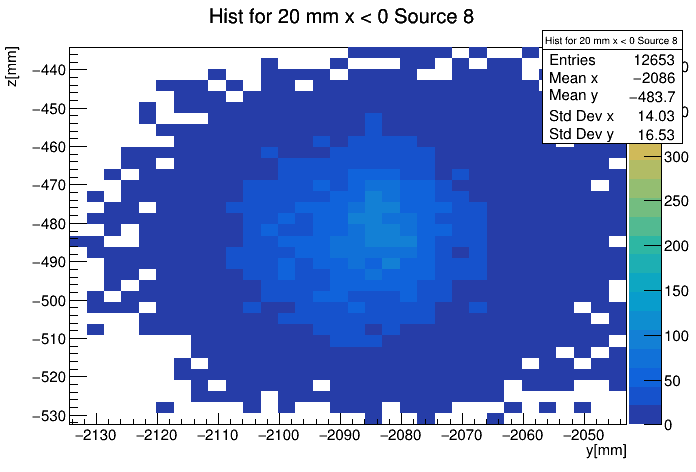 Hist for 20 mm x < 0 Source 8
z[mm]
Hist for 20 mm x < 0 Source 8
Entries 12653
Mean x −2086
Mean y −483.7
Std Dev x 14.03
Std Dev y 16.53
−440
−450
−460
−470
−480
−490
−500
−510
−520
−530
300
250
200
150
100
50
0
−2130 −2120 −2110 −2100 −2090 −2080 −2070 −2060 −2050
y[mm]